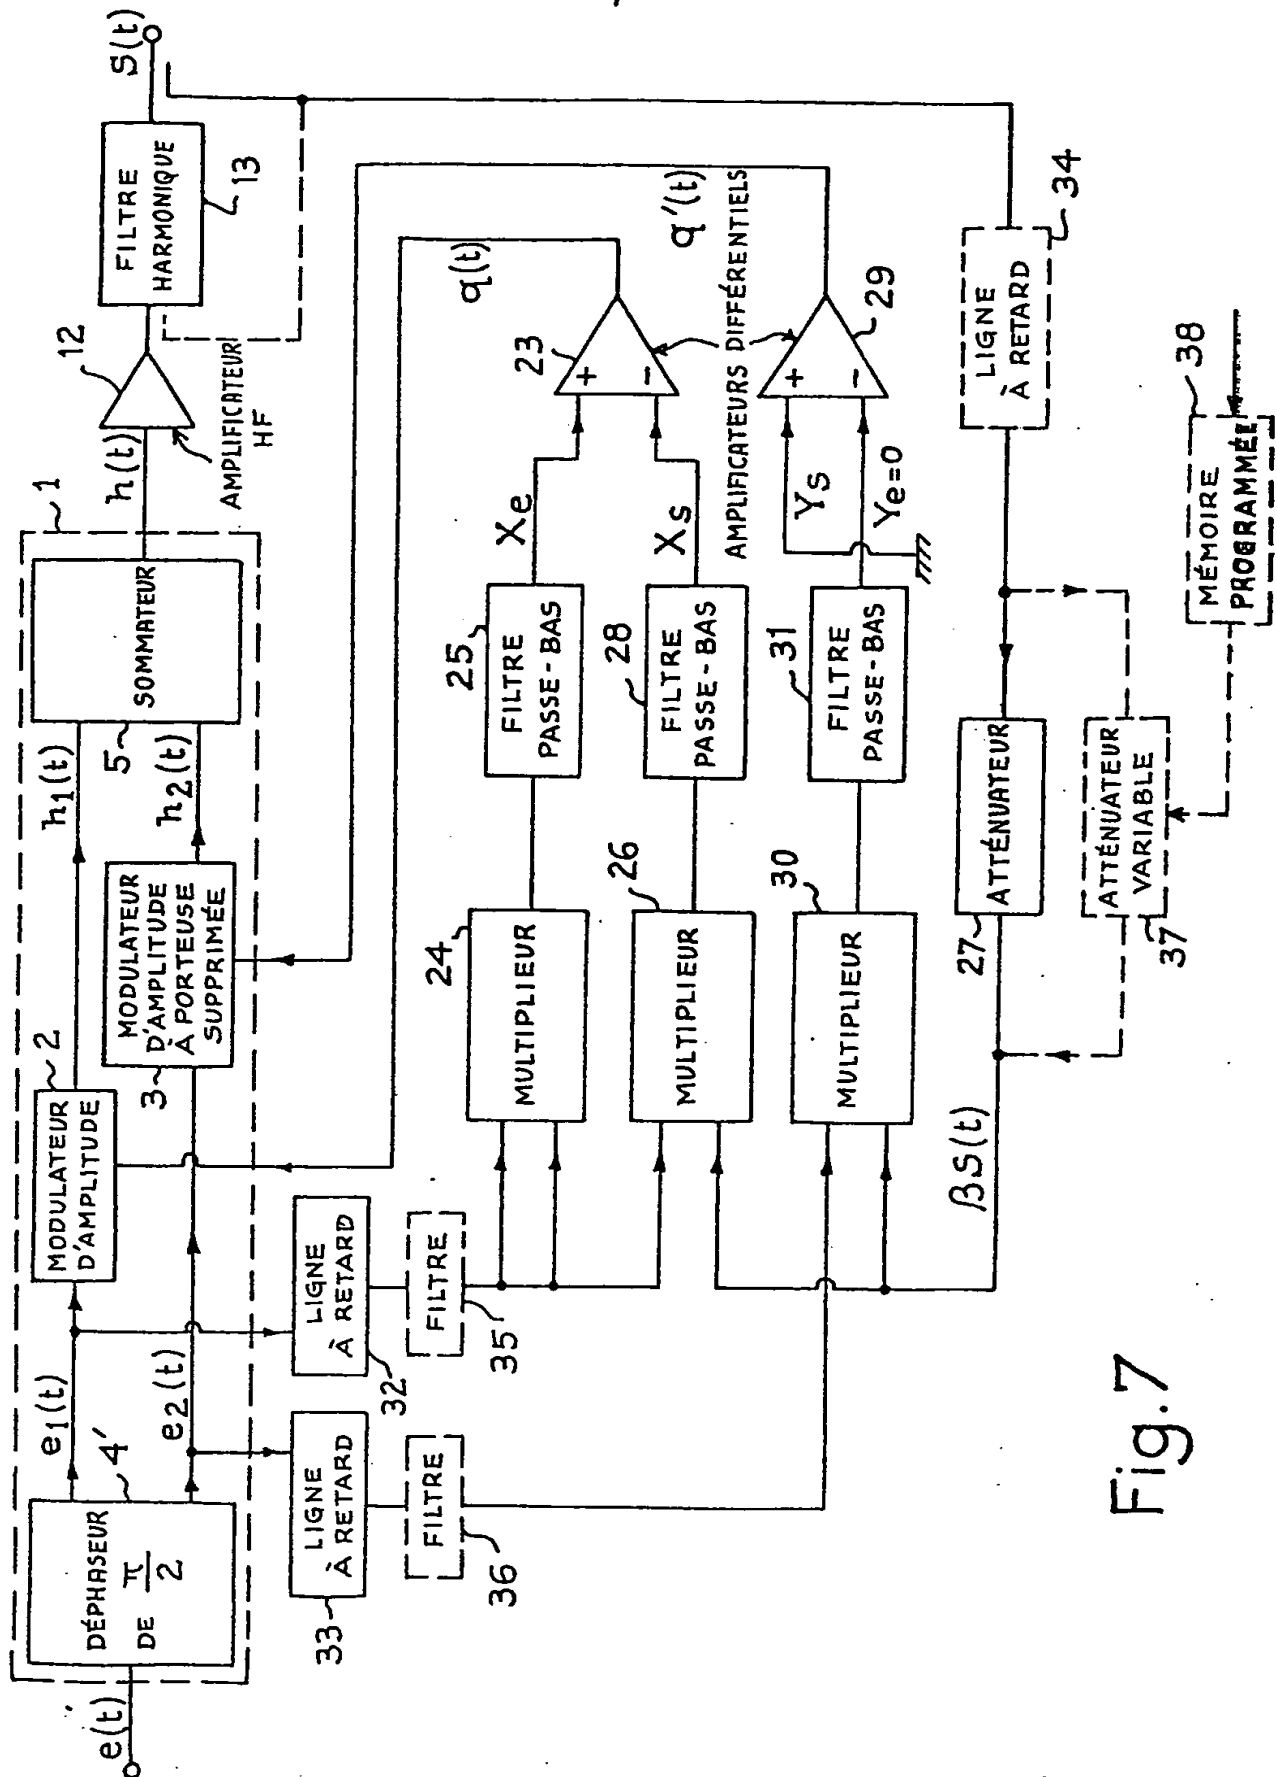 e(t)
DÉPHASEUR
DE π/2
4'
e1(t)
e2(t)
MODULATEUR
D'AMPLITUDE
2
MODULATEUR
D'AMPLITUDE
À PORTEUSE
SUPPRIMÉE
3
h1(t)
h2(t)
SOMMATEUR
5
1
h(t)
12
AMPLIFICATEUR
HF
FILTRE
HARMONIQUE
13
S(t)
LIGNE
À RETARD
32
FILTRE
35
LIGNE
À RETARD
33
FILTRE
36
MULTIPLIEUR
24
FILTRE
PASSE-BAS
25
Xe
23
+
−
q(t)
MULTIPLIEUR
26
FILTRE
PASSE-BAS
28
Xs
AMPLIFICATEURS DIFFÉRENTIELS
MULTIPLIEUR
30
FILTRE
PASSE-BAS
31
Ys
Ye=0
+
−
29
q'(t)
βS(t)
ATTÉNUATEUR
27
LIGNE
À RETARD
34
ATTÉNUATEUR
VARIABLE
37
MÉMOIRE
PROGRAMMÉE
38
Fig.7